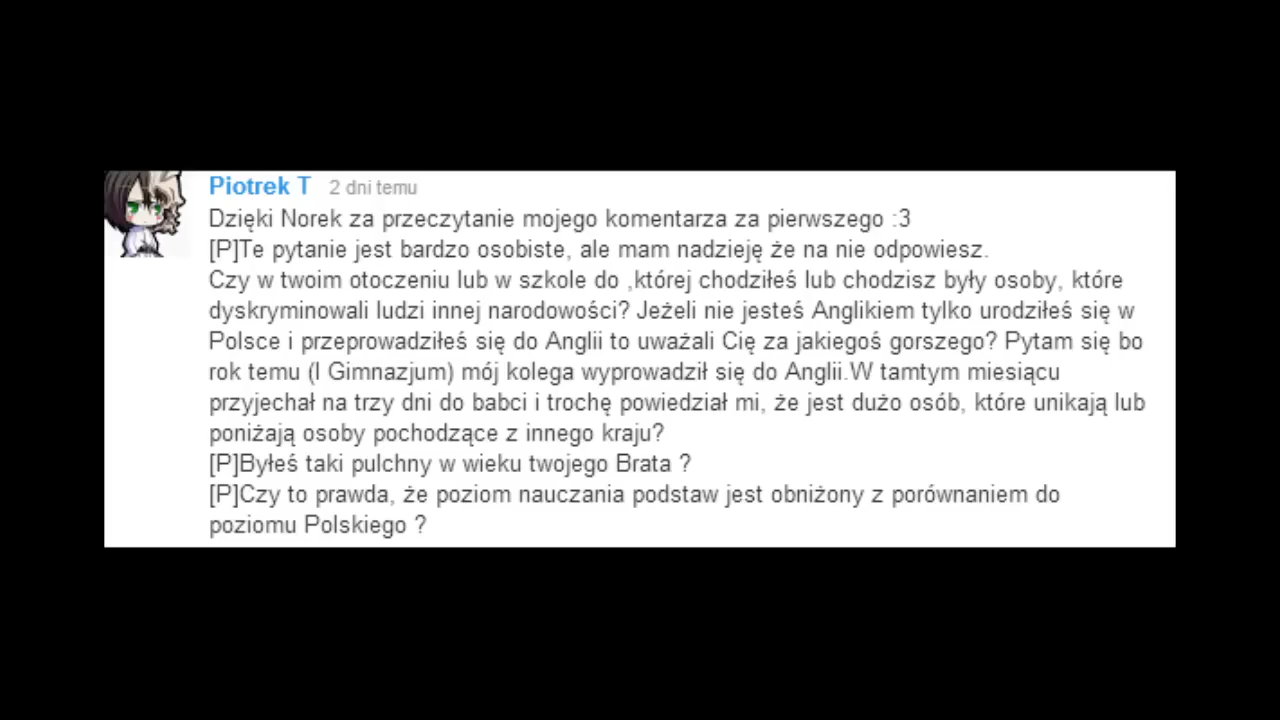 Piotrek T 2 dni temu
Dzięki Norek za przeczytanie mojego komentarza za pierwszego :3
[P]Te pytanie jest bardzo osobiste, ale mam nadzieję że na nie odpowiesz.
Czy w twoim otoczeniu lub w szkole do ,której chodziłeś lub chodzisz były osoby, które
dyskryminowali ludzi innej narodowości? Jeżeli nie jesteś Anglikiem tylko urodziłeś się w
Polsce i przeprowadziłeś się do Anglii to uważali Cię za jakiegoś gorszego? Pytam się bo
rok temu (I Gimnazjum) mój kolega wyprowadził się do Anglii.W tamtym miesiącu
przyjechał na trzy dni do babci i trochę powiedział mi, że jest dużo osób, które unikają lub
poniżają osoby pochodzące z innego kraju?
[P]Byłeś taki pulchny w wieku twojego Brata ?
[P]Czy to prawda, że poziom nauczania podstaw jest obniżony z porównaniem do
poziomu Polskiego ?